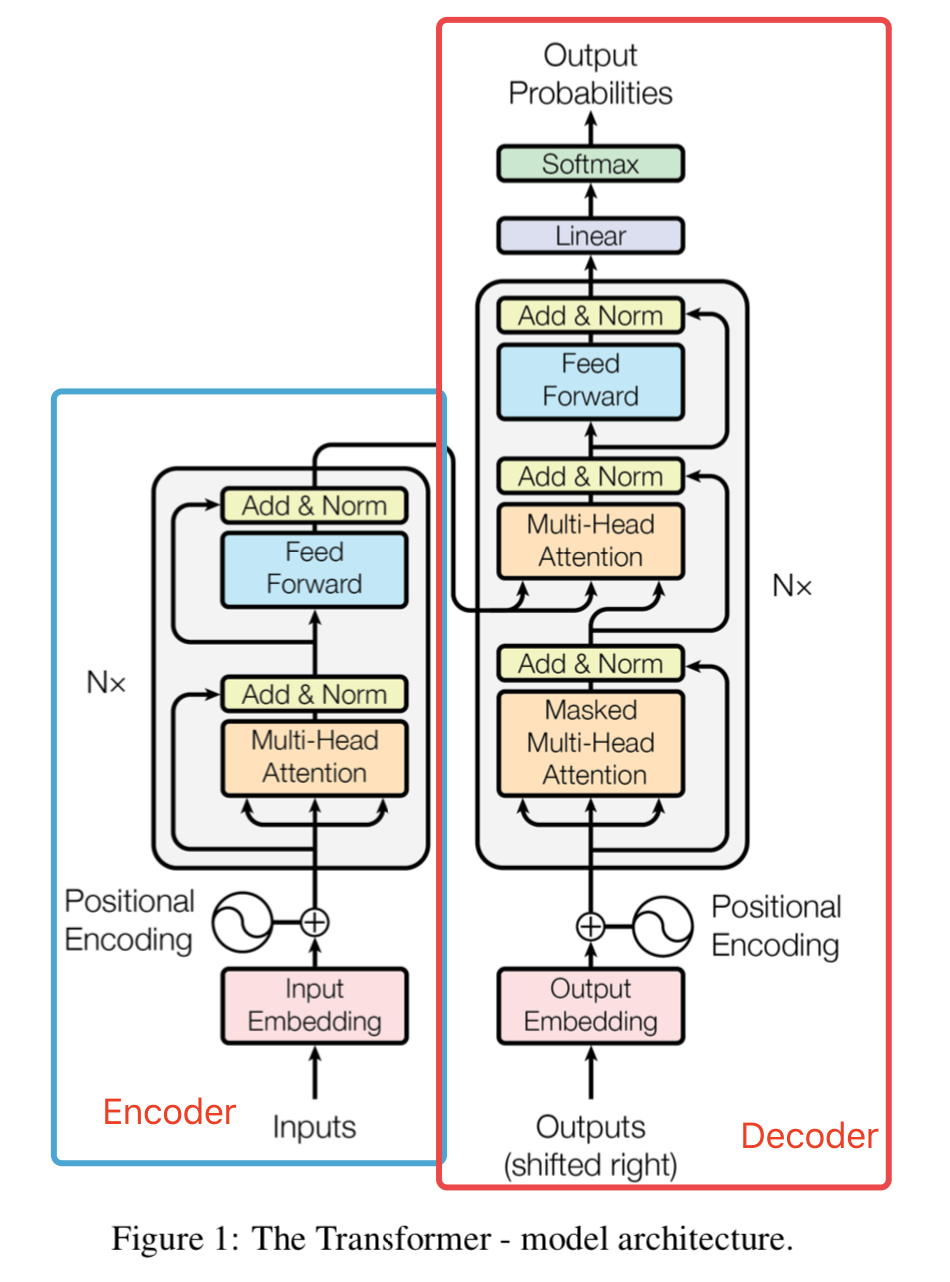 Output
Probabilities
Softmax
Linear
Add & Norm
Feed
Forward
Add & Norm
Multi-Head
Attention
Nx
Add & Norm
Masked
Multi-Head
Attention
Positional
Encoding
Output
Embedding
Outputs
(shifted right)
Decoder
Add & Norm
Feed
Forward
Nx
Add & Norm
Multi-Head
Attention
Positional
Encoding
Input
Embedding
Inputs
Encoder
Figure 1: The Transformer - model architecture.